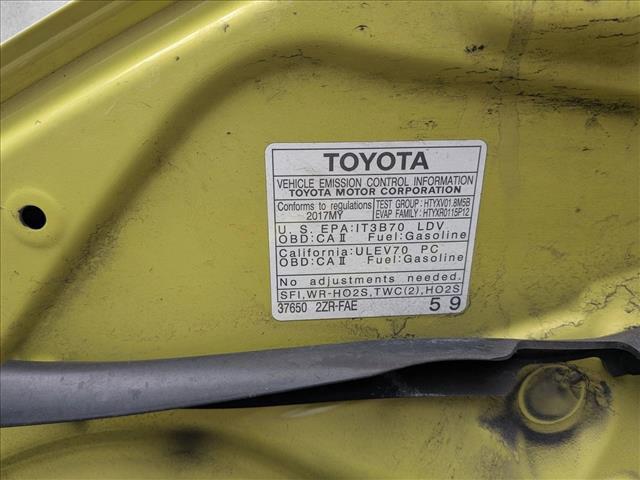 TOYOTA
VEHICLE EMISSION CONTROL INFORMATION
TOYOTA MOTOR CORPORATION
Conforms to regulations TEST GROUP: HTYXV01.8M5B
2017MY EVAP FAMILY: HTYXR0115P12
U. S. EPA:IT3B70 LDV
OBD:CAⅡ Fuel:Gasoline
California:ULEV70 PC
OBD:CAⅡ Fuel:Gasoline
No adjustments needed.
SFI,WR-HO2S,TWC(2),HO2S
37650 2ZR-FAE 59